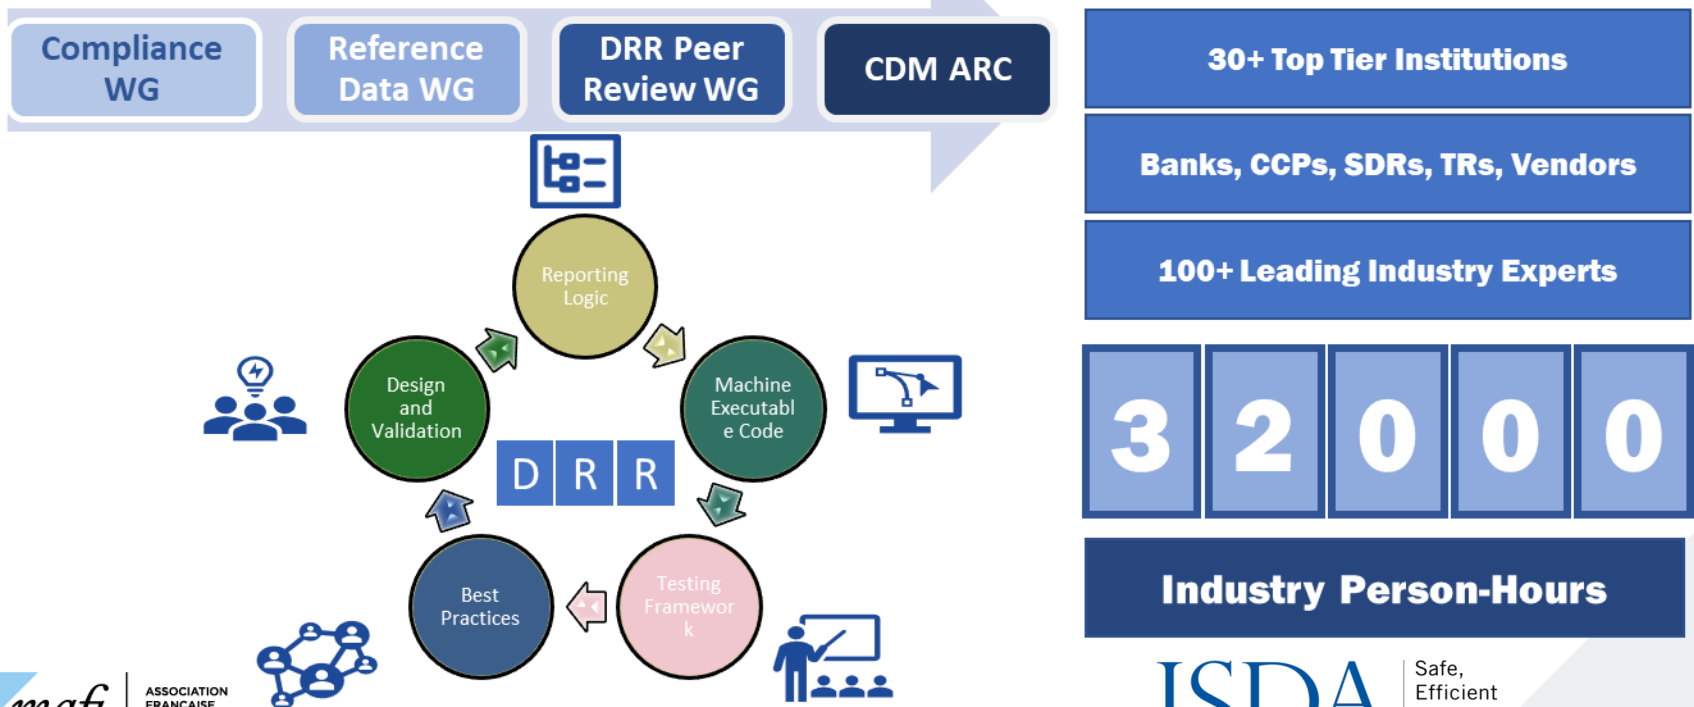 Compliance
WG
Reference
Data WG
DRR Peer
Review WG
CDM ARC
Reporting
Logic
Machine
Executabl
e Code
Testing
Framewor
k
Best
Practices
Design
and
Validation
D R R
30+ Top Tier Institutions
Banks, CCPs, SDRs, TRs, Vendors
100+ Leading Industry Experts
3 2 0 0 0
Industry Person-Hours
mafi
ASSOCIATION
FRANÇAISE
ISDA
Safe,
Efficient